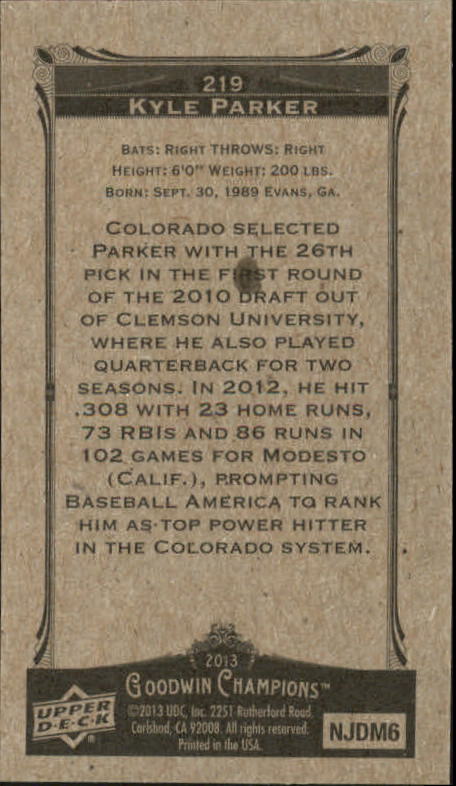 219
KYLE PARKER
BATS: RIGHT THROWS: RIGHT
HEIGHT: 6'0" WEIGHT: 200 LBS.
BORN: SEPT. 30, 1989 EVANS, GA.
COLORADO SELECTED
PARKER WITH THE 26TH
PICK IN THE FIRST ROUND
OF THE 2010 DRAFT OUT
OF CLEMSON UNIVERSITY,
WHERE HE ALSO PLAYED
QUARTERBACK FOR TWO
SEASONS. IN 2012, HE HIT
.308 WITH 23 HOME RUNS,
73 RBIS AND 86 RUNS IN
102 GAMES FOR MODESTO
(CALIF.), PROMPTING
BASEBALL AMERICA TO RANK
HIM AS TOP POWER HITTER
IN THE COLORADO SYSTEM.
2013
GOODWIN CHAMPIONS™
UPPER
D·E·C·K
®
©2013 UDC, Inc. 2251 Rutherford Road,
Carlsbad, CA 92008. All rights reserved.
Printed in the USA.
NJDM6